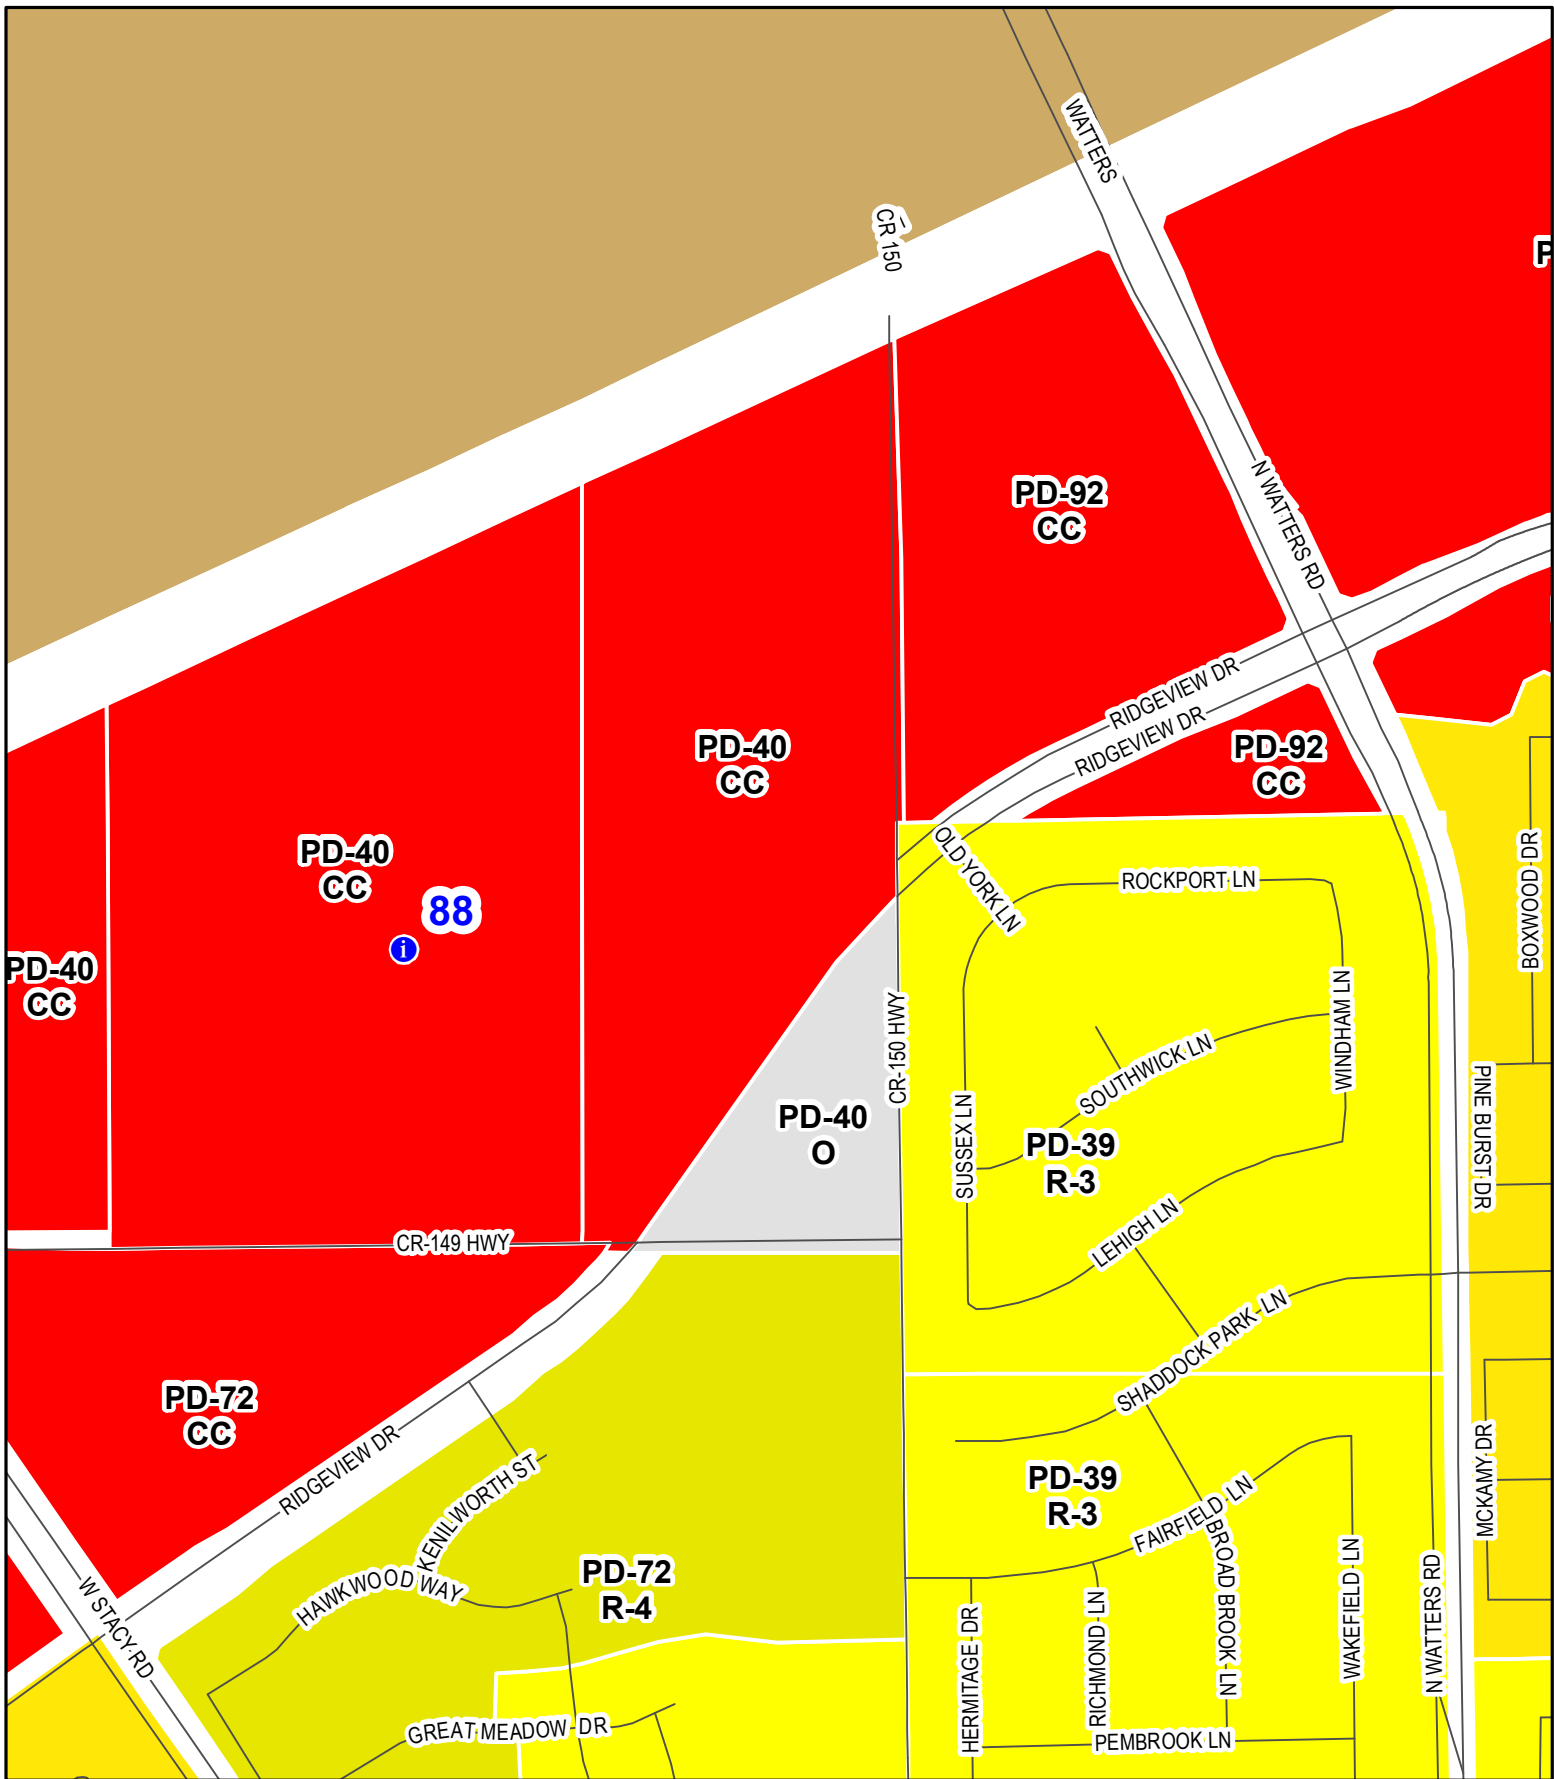 WATTERS
CR 150
P
PD-92
CC
N WATTERS RD
RIDGEVIEW DR
RIDGEVIEW DR
PD-40
CC
PD-92
CC
PD-40
CC
88
i
OLD YORK LN
ROCKPORT LN
BOXWOOD DR
PD-40
CC
WINDHAM LN
CR-150 HWY
SOUTHWICK LN
PD-40
O
SUSSEX LN
PD-39
R-3
PINE BURST DR
LEHIGH LN
CR-149 HWY
SHADDOCK PARK LN
PD-72
CC
RIDGEVIEW DR
KENILWORTH ST
PD-39
R-3
FAIRFIELD LN
MCKAMY DR
HAWKWOOD WAY
PD-72
R-4
W STACY RD
BROAD BROOK LN
WAKEFIELD LN
N WATTERS RD
HERMITAGE DR
RICHMOND LN
GREAT MEADOW DR
PEMBROOK LN